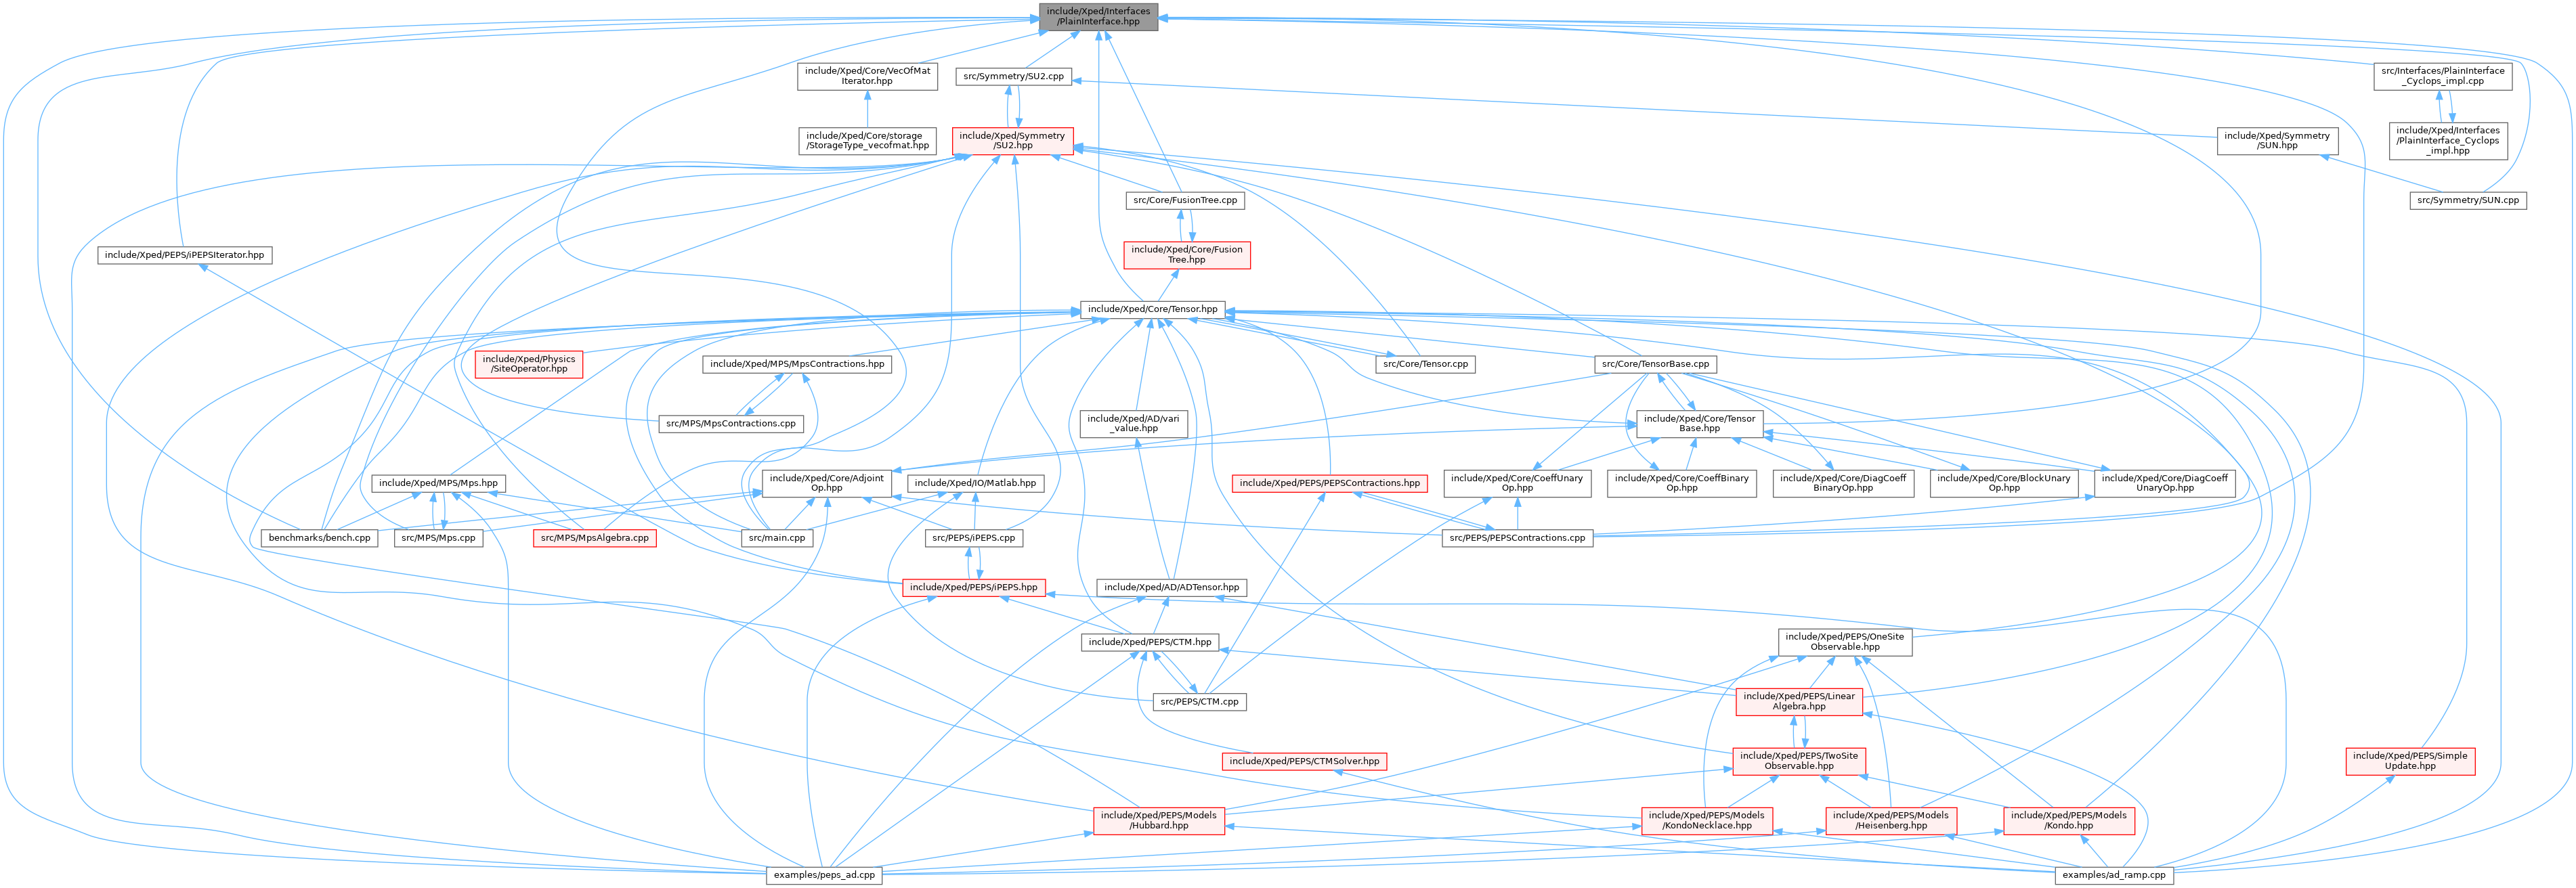 include/Xped/Interfaces
/PlainInterface.hpp
include/Xped/Core/VecOfMat
Iterator.hpp
src/Symmetry/SU2.cpp
src/Interfaces/PlainInterface
_Cyclops_impl.cpp
include/Xped/Core/storage
/StorageType_vecofmat.hpp
include/Xped/Symmetry
/SU2.hpp
include/Xped/Symmetry
/SUN.hpp
include/Xped/Interfaces
/PlainInterface_Cyclops
_impl.hpp
src/Core/FusionTree.cpp
src/Symmetry/SUN.cpp
include/Xped/PEPS/iPEPSIterator.hpp
include/Xped/Core/Fusion
Tree.hpp
include/Xped/Core/Tensor.hpp
include/Xped/Physics
/SiteOperator.hpp
include/Xped/MPS/MpsContractions.hpp
src/Core/Tensor.cpp
src/Core/TensorBase.cpp
src/MPS/MpsContractions.cpp
include/Xped/AD/vari
_value.hpp
include/Xped/Core/Tensor
Base.hpp
include/Xped/MPS/Mps.hpp
include/Xped/Core/Adjoint
Op.hpp
include/Xped/IO/Matlab.hpp
include/Xped/PEPS/PEPSContractions.hpp
include/Xped/Core/CoeffUnary
Op.hpp
include/Xped/Core/CoeffBinary
Op.hpp
include/Xped/Core/DiagCoeff
BinaryOp.hpp
include/Xped/Core/BlockUnary
Op.hpp
include/Xped/Core/DiagCoeff
UnaryOp.hpp
benchmarks/bench.cpp
src/MPS/Mps.cpp
src/MPS/MpsAlgebra.cpp
src/main.cpp
src/PEPS/iPEPS.cpp
src/PEPS/PEPSContractions.cpp
include/Xped/PEPS/iPEPS.hpp
include/Xped/AD/ADTensor.hpp
include/Xped/PEPS/CTM.hpp
include/Xped/PEPS/OneSite
Observable.hpp
src/PEPS/CTM.cpp
include/Xped/PEPS/Linear
Algebra.hpp
include/Xped/PEPS/CTMSolver.hpp
include/Xped/PEPS/TwoSite
Observable.hpp
include/Xped/PEPS/Simple
Update.hpp
include/Xped/PEPS/Models
/Hubbard.hpp
include/Xped/PEPS/Models
/KondoNecklace.hpp
include/Xped/PEPS/Models
/Heisenberg.hpp
include/Xped/PEPS/Models
/Kondo.hpp
examples/peps_ad.cpp
examples/ad_ramp.cpp